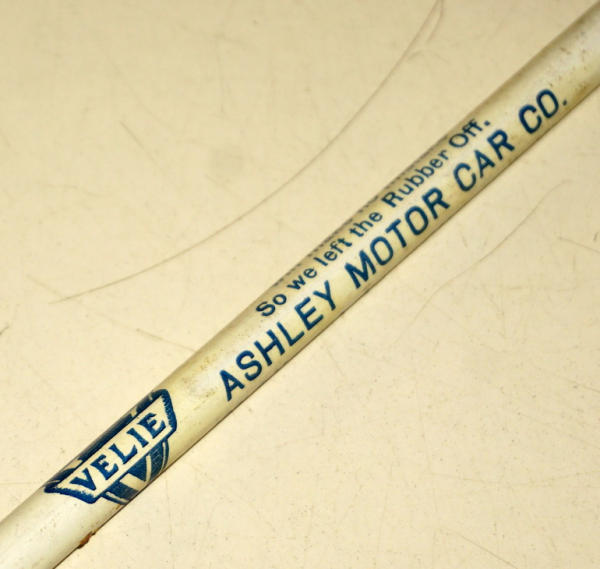 So we left the Rubber Off.
ASHLEY MOTOR CAR CO.
VELIE